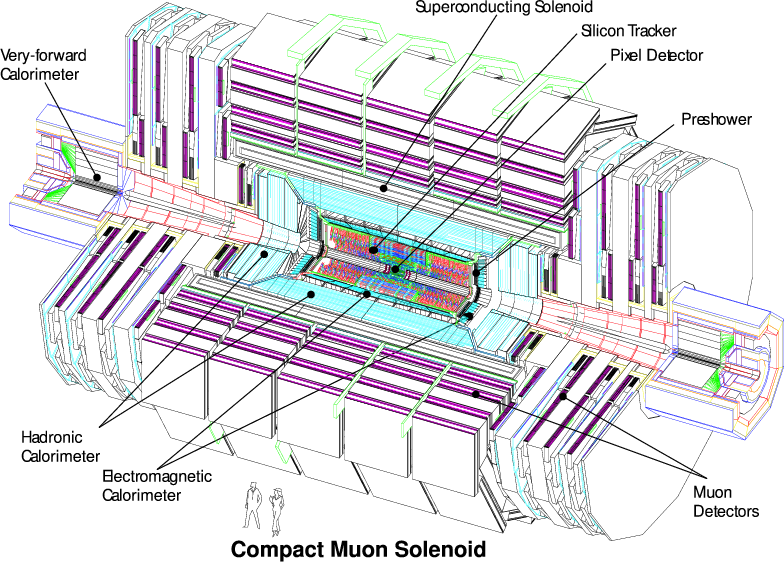 Superconducting Solenoid
Silicon Tracker
Pixel Detector
Very-forward
Calorimeter
Preshower
Hadronic
Calorimeter
Electromagnetic
Calorimeter
Muon
Detectors
Compact Muon Solenoid